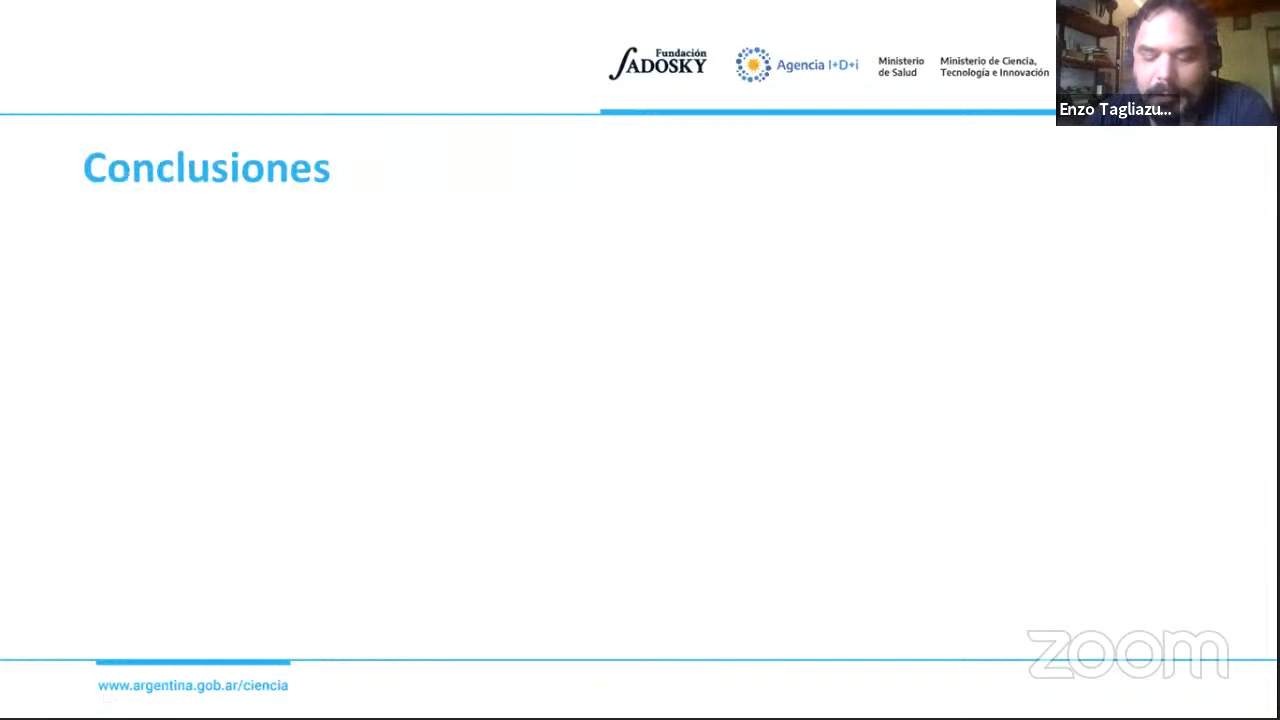 Fundación
SADOSKY
Agencia I+D+i
Ministerio
de Salud
Ministerio de Ciencia,
Tecnología e Innovación
Enzo Tagliazu...
Conclusiones
www.argentina.gob.ar/ciencia
zoom